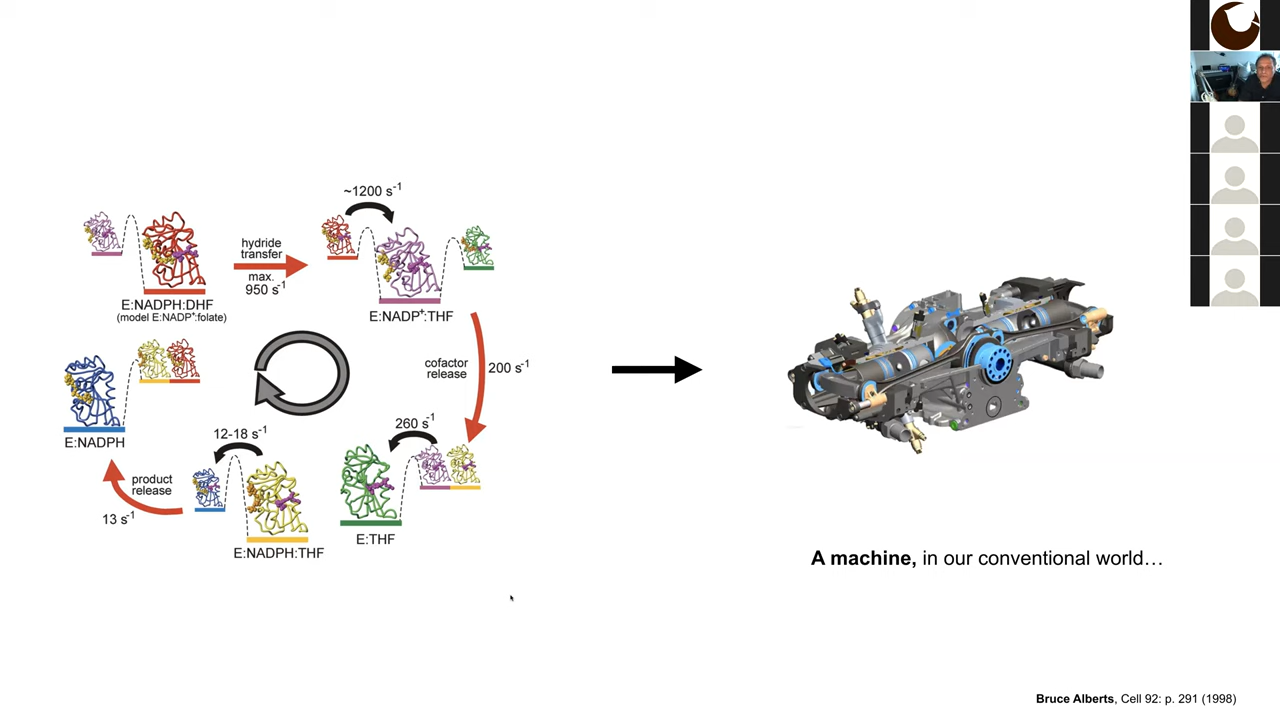 ~1200 s-1
hydride
transfer
max.
950 s-1
E:NADPH:DHF
(model E:NADP+:folate)
E:NADP+:THF
cofactor
release
200 s-1
E:NADPH
12-18 s-1
260 s-1
product
release
13 s-1
E:NADPH:THF
E:THF
A machine, in our conventional world…
Bruce Alberts, Cell 92: p. 291 (1998)